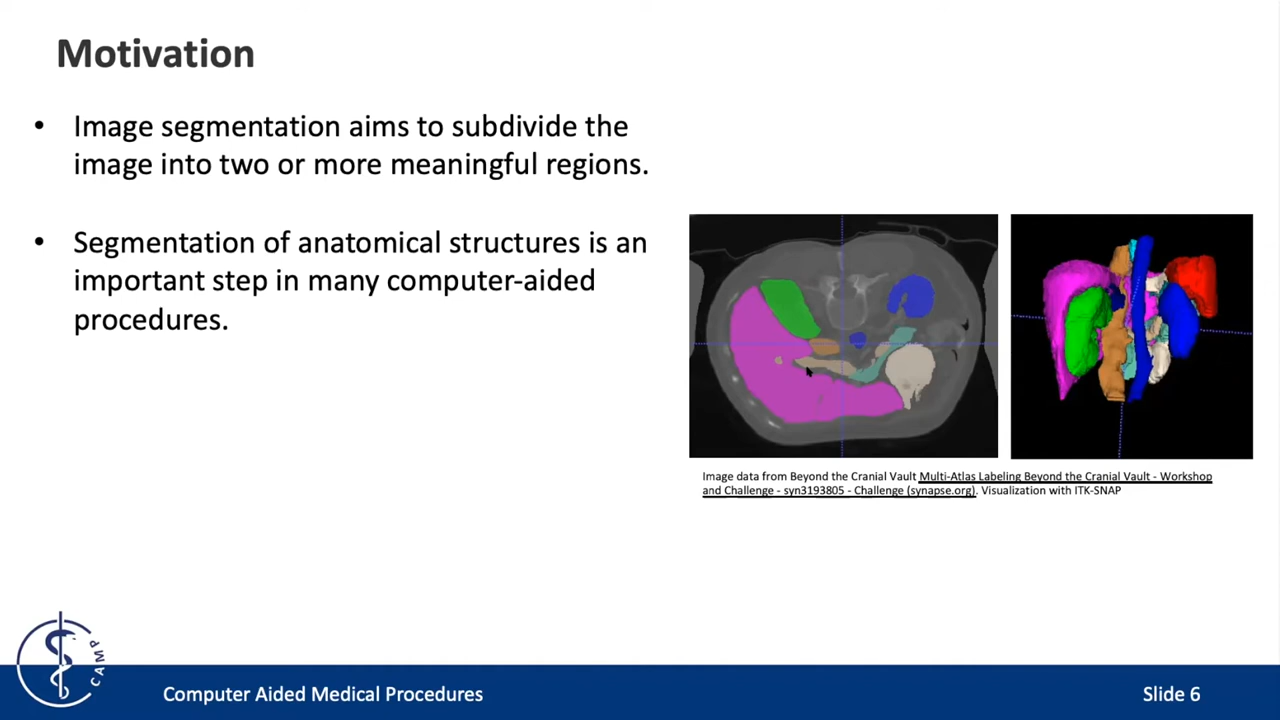 Motivation
• Image segmentation aims to subdivide the
image into two or more meaningful regions.
• Segmentation of anatomical structures is an
important step in many computer-aided
procedures.
Image data from Beyond the Cranial Vault Multi-Atlas Labeling Beyond the Cranial Vault - Workshop
and Challenge - syn3193805 - Challenge (synapse.org). Visualization with ITK-SNAP
CAMP
Computer Aided Medical Procedures
Slide 6